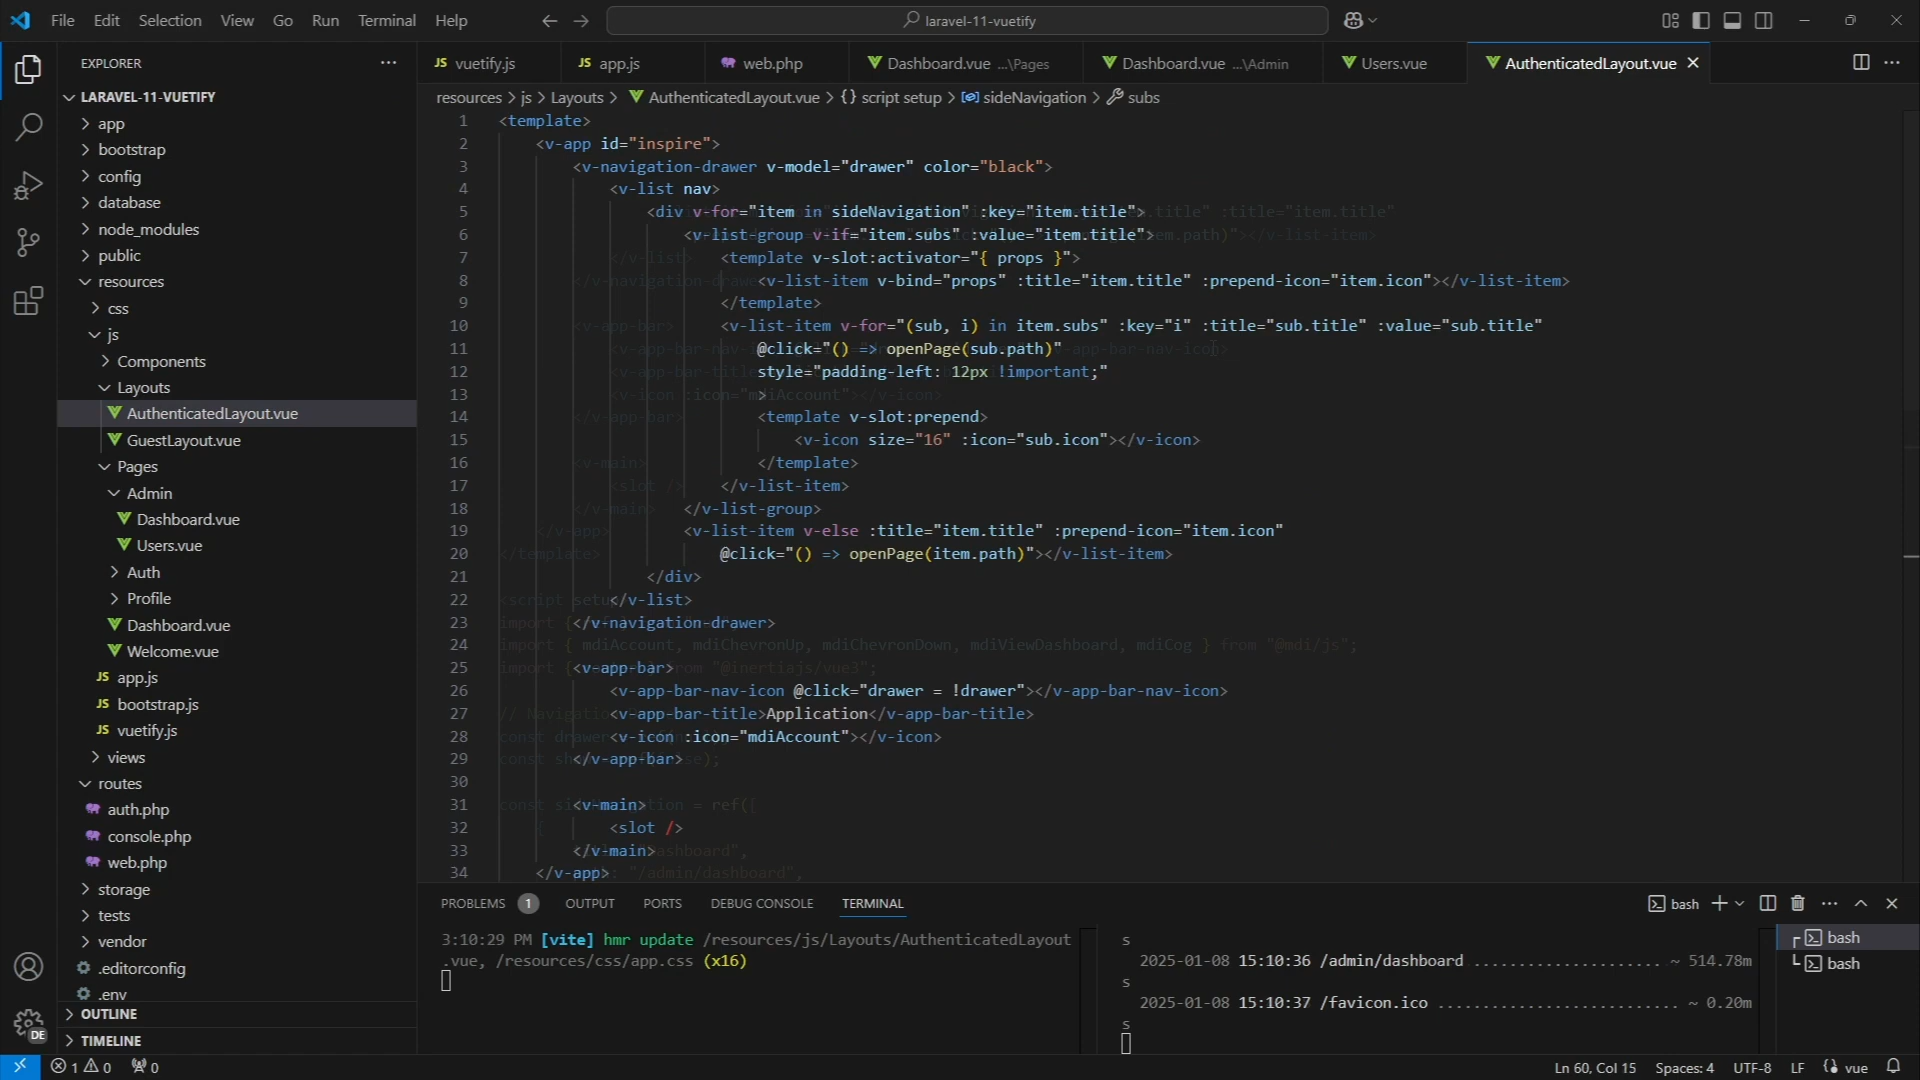 File Edit Selection View Go Run Terminal Help
laravel-11-vuetify
EXPLORER
LARAVEL-11-VUETIFY
app
bootstrap
config
database
node_modules
public
resources
css
js
Components
Layouts
AuthenticatedLayout.vue
GuestLayout.vue
Pages
Admin
Dashboard.vue
Users.vue
Auth
Profile
Dashboard.vue
Welcome.vue
JS app.js
JS bootstrap.js
JS vuetify.js
views
routes
auth.php
console.php
web.php
storage
tests
vendor
.editorconfig
.env
OUTLINE
TIMELINE
JS vuetify.js JS app.js web.php Dashboard.vue ...\Pages Dashboard.vue ...\Admin Users.vue AuthenticatedLayout.vue
resources > js > Layouts > AuthenticatedLayout.vue > {} script setup > sideNavigation > subs
1 <template>
2 <v-app id="inspire">
3 <v-navigation-drawer v-model="drawer" color="black">
4 <v-list nav>
5 <div v-for="item in sideNavigation" :key="item.title">
6 <v-list-group v-if="item.subs" :value="item.title">
7 <template v-slot:activator="{ props }">
8 <v-list-item v-bind="props" :title="item.title" :prepend-icon="item.icon"></v-list-item>
9 </template>
10 <v-list-item v-for="(sub, i) in item.subs" :key="i" :title="sub.title" :value="sub.title"
11 @click="() => openPage(sub.path)"
12 style="padding-left: 12px !important;"
13 >
14 <template v-slot:prepend>
15 <v-icon size="16" :icon="sub.icon"></v-icon>
16 </template>
17 </v-list-item>
18 </v-list-group>
19 <v-list-item v-else :title="item.title" :prepend-icon="item.icon"
20 @click="() => openPage(item.path)"></v-list-item>
21 </div>
22 </v-list>
23 </v-navigation-drawer>
24 import { mdiAccount, mdiChevronUp, mdiChevronDown, mdiViewDashboard, mdiCog } from "@mdi/js";
25 <v-app-bar>
26 <v-app-bar-nav-icon @click="drawer = !drawer"></v-app-bar-nav-icon>
27 <v-app-bar-title>Application</v-app-bar-title>
28 <v-icon :icon="mdiAccount"></v-icon>
29 </v-app-bar>
30
31 <v-main>
32 <slot />
33 </v-main>
34 </v-app>
PROBLEMS 1 OUTPUT PORTS DEBUG CONSOLE TERMINAL
bash
3:10:29 PM [vite] hmr update /resources/js/Layouts/AuthenticatedLayout
.vue, /resources/css/app.css (x16)
s
2025-01-08 15:10:36 /admin/dashboard ...................... ~ 514.78m
s
2025-01-08 15:10:37 /favicon.ico ............................ ~ 0.20m
s
bash
bash
DE
1 0 0
Ln 60, Col 15 Spaces: 4 UTF-8 LF vue